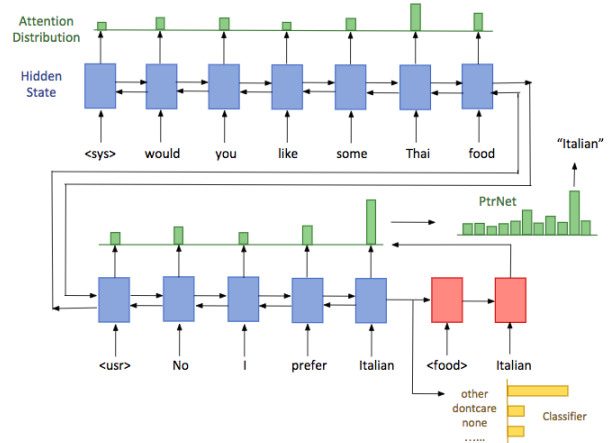 Attention
Distribution
Hidden
State
<sys> would you like some Thai food
"Italian"
PtrNet
<usr> No I prefer Italian <food> Italian
other
dontcare
none
Classifier